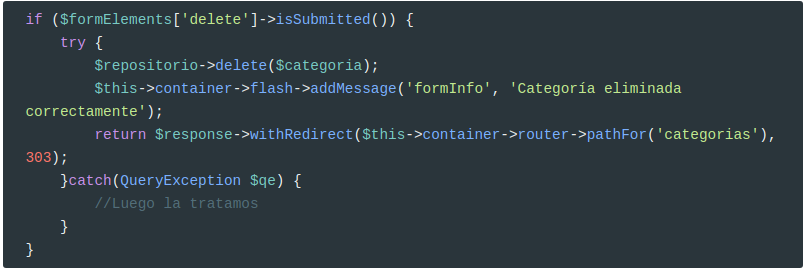 if ($formElements['delete']->isSubmitted()) {
    try {
        $repositorio->delete($categoria);
        $this->container->flash->addMessage('formInfo', 'Categoría eliminada
correctamente');
        return $response->withRedirect($this->container->router->pathFor('categorias'),
303);
    }catch(QueryException $qe) {
        //Luego la tratamos
    }
}